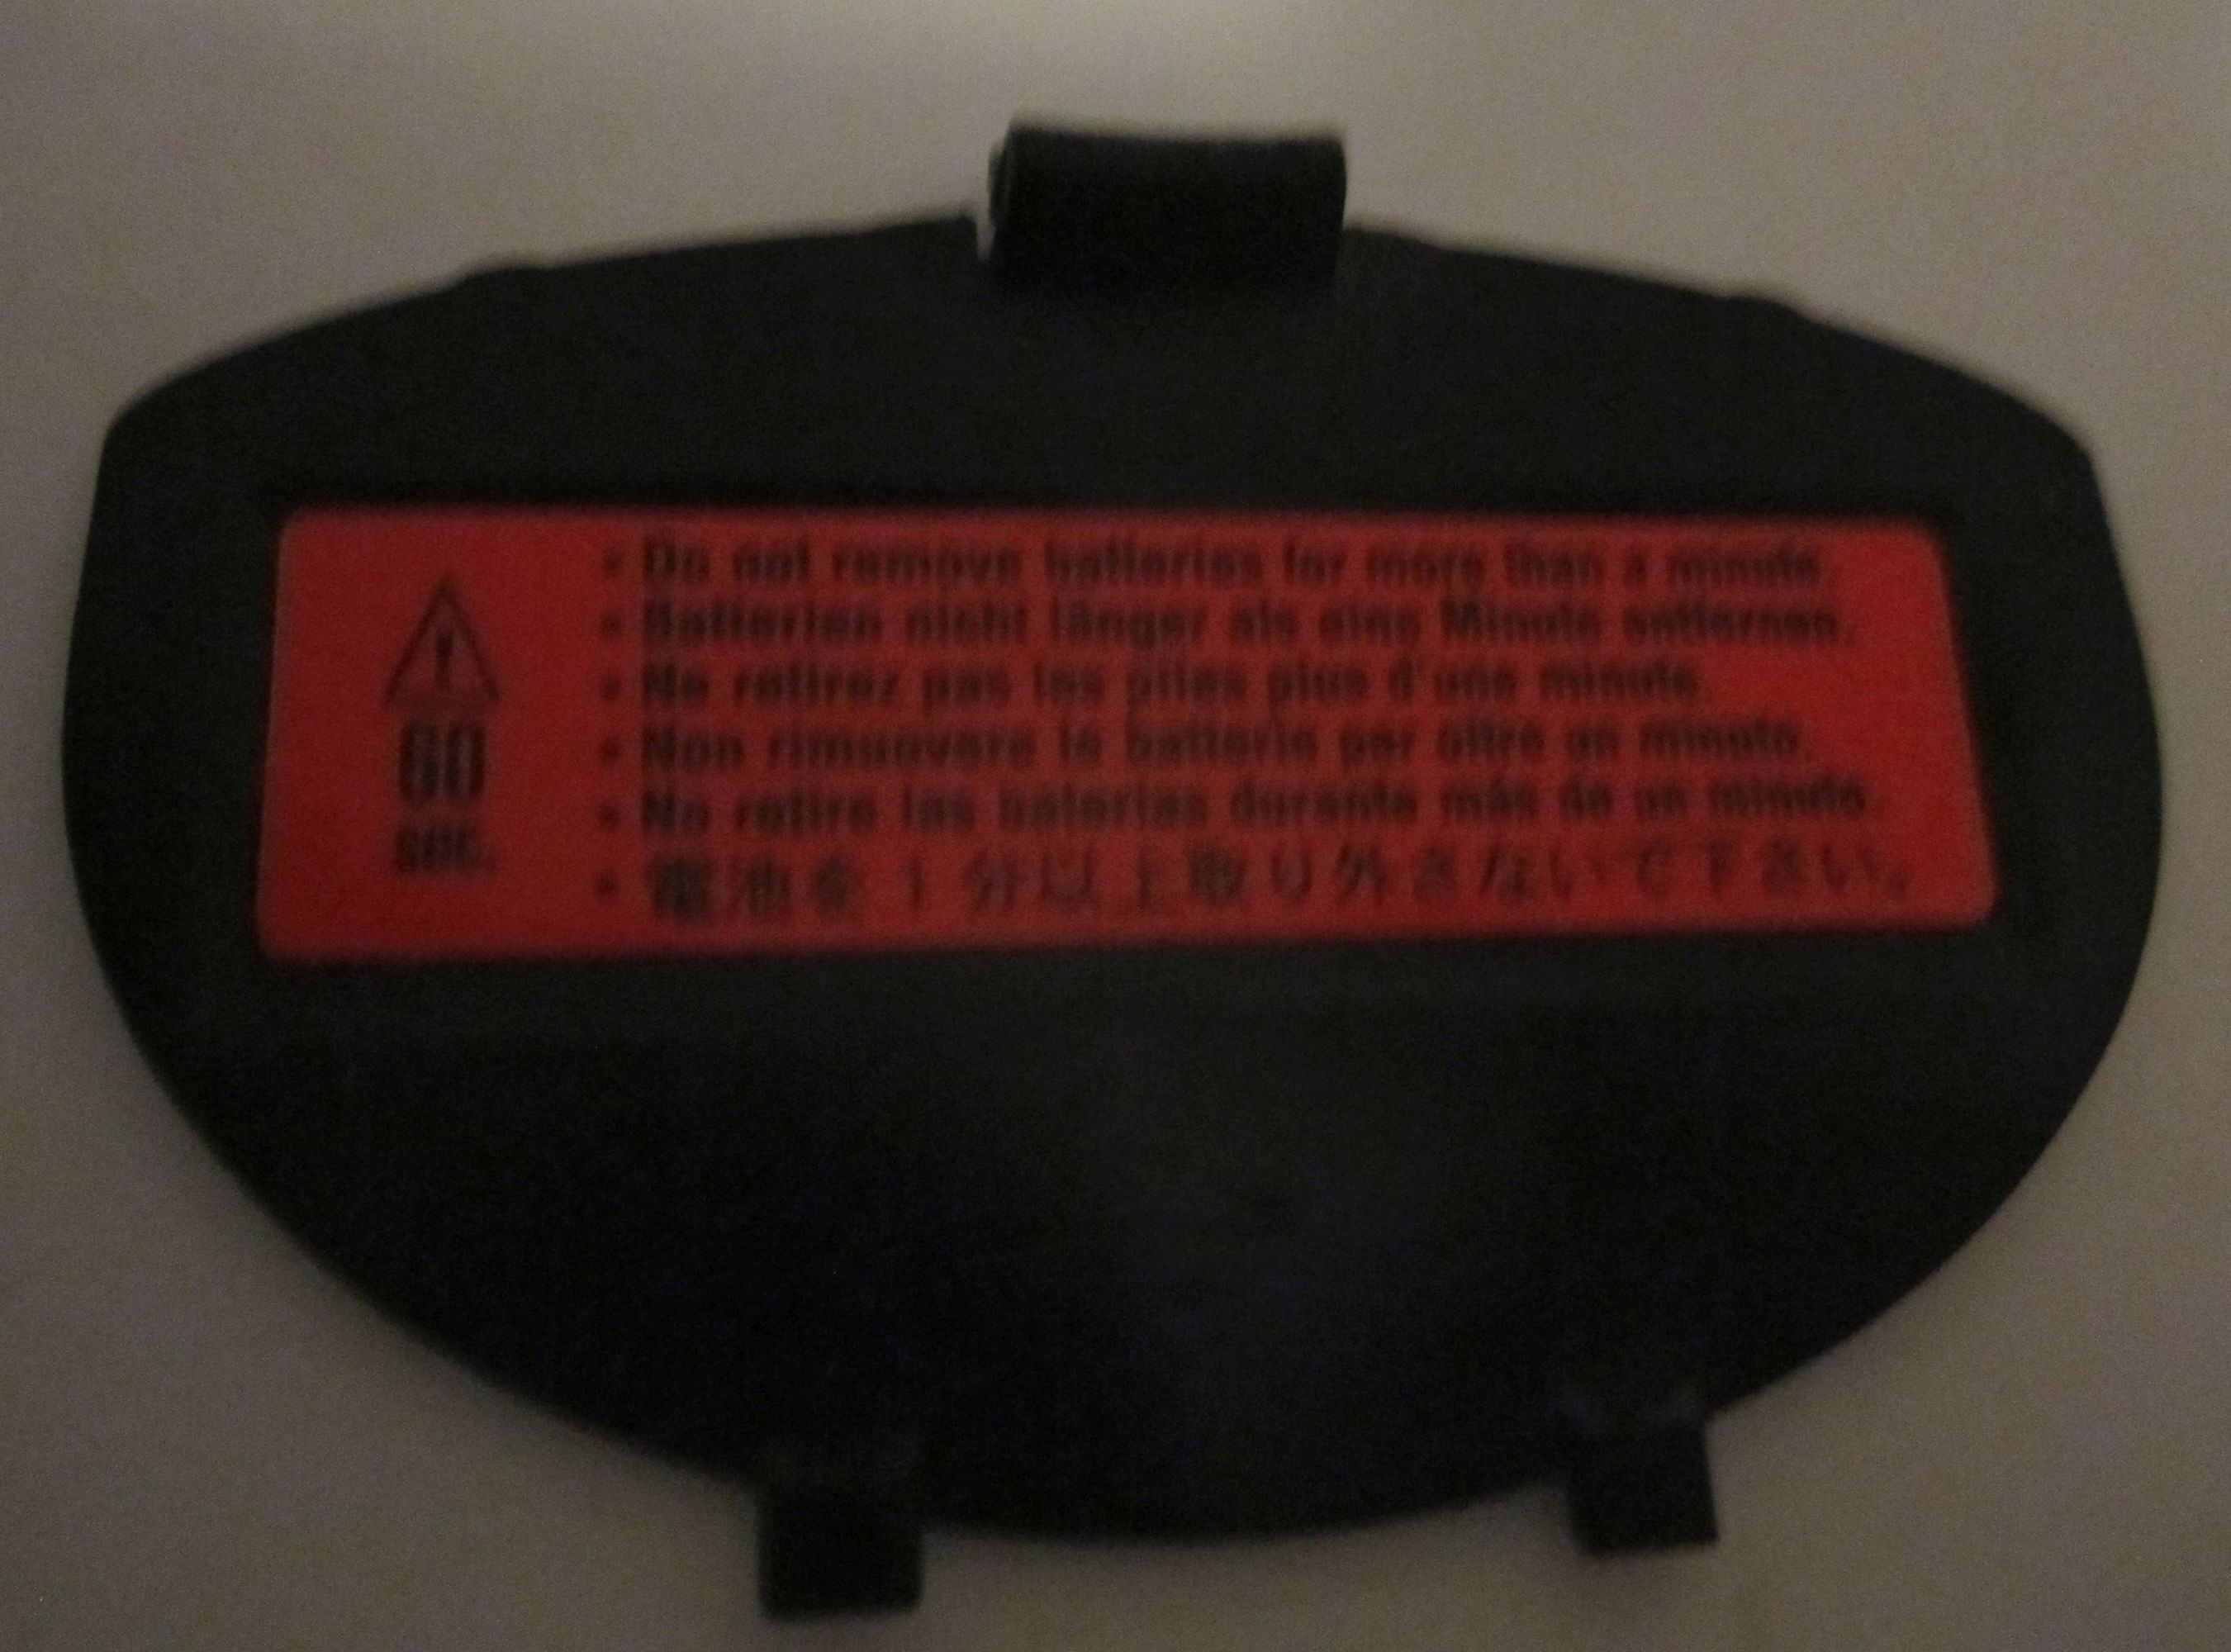 60
sec.
• Do not remove batteries for more than a minute.
• Batterien nicht länger als eine Minute entfernen.
• Ne retirez pas les piles plus d'une minute.
• Non rimuovere le batterie per oltre un minuto.
• No retire las baterías durante más de un minuto.
• 電池を1分以上取り外さないで下さい。